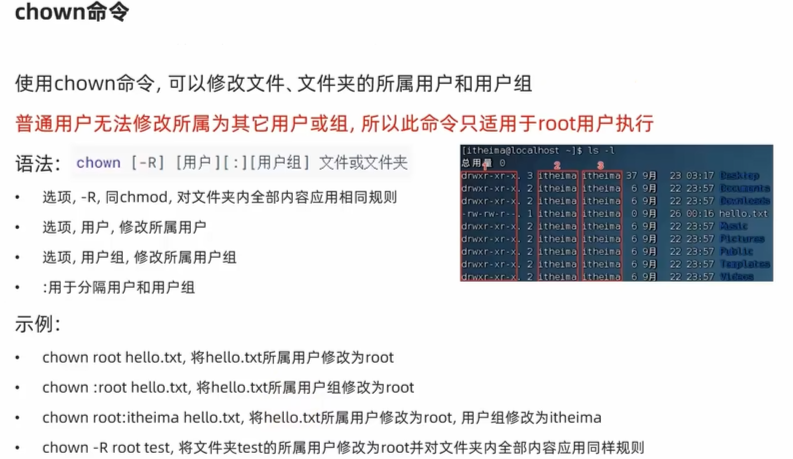 chown命令
使用chown命令, 可以修改文件、文件夹的所属用户和用户组
普通用户无法修改所属为其它用户或组, 所以此命令只适用于root用户执行
语法: chown [-R] [用户][:][用户组] 文件或文件夹
• 选项, -R, 同chmod, 对文件夹内全部内容应用相同规则
• 选项, 用户, 修改所属用户
• 选项, 用户组, 修改所属用户组
• :用于分隔用户和用户组
[itheima@localhost ~]$ ls -l
总用量 0
1 2 3
drwxr-xr-x. 3 itheima itheima 37 9月 23 03:17 Desktop
drwxr-xr-x. 2 itheima itheima 6 9月 22 23:57 Documents
drwxr-xr-x. 2 itheima itheima 6 9月 22 23:57 Downloads
-rw-rw-r--. 1 itheima itheima 0 9月 26 00:16 hello.txt
drwxr-xr-x. 2 itheima itheima 6 9月 22 23:57 Music
drwxr-xr-x. 2 itheima itheima 6 9月 22 23:57 Pictures
drwxr-xr-x. 2 itheima itheima 6 9月 22 23:57 Public
drwxr-xr-x. 2 itheima itheima 6 9月 22 23:57 Templates
drwxr-xr-x. 2 itheima itheima 6 9月 22 23:57 Videos
示例:
• chown root hello.txt, 将hello.txt所属用户修改为root
• chown :root hello.txt, 将hello.txt所属用户组修改为root
• chown root:itheima hello.txt, 将hello.txt所属用户修改为root, 用户组修改为itheima
• chown -R root test, 将文件夹test的所属用户修改为root并对文件夹内全部内容应用同样规则